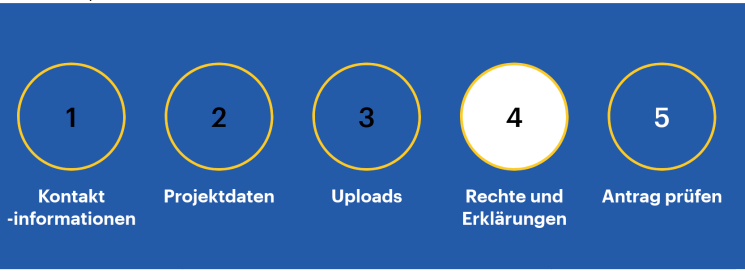 1 2 3 4 5
Kontakt Projektdaten Uploads Rechte und Antrag prüfen
-informationen Erklärungen